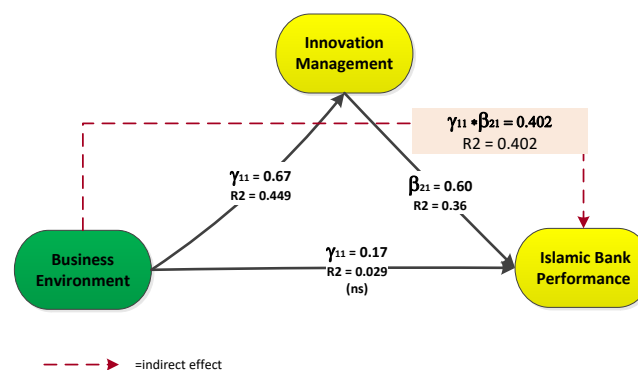 Innovation
Management
γ11 *β21 = 0.402
R2 = 0.402
γ11 = 0.67
R2 = 0.449
β21 = 0.60
R2 = 0.36
Business
Environment
γ11 = 0.17
R2 = 0.029
(ns)
Islamic Bank
Performance
=indirect effect